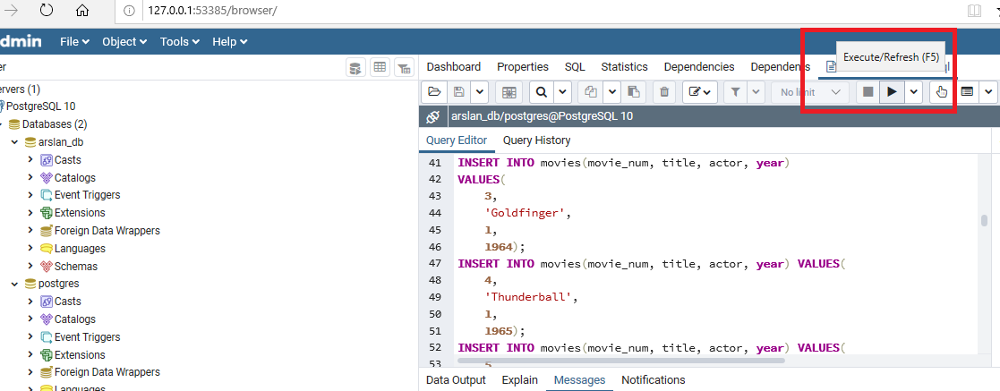 127.0.0.1:53385/browser/
dmin File Object Tools Help
er
Dashboard Properties SQL Statistics Dependencies Dependents
Execute/Refresh (F5)
ql
No limit
ervers (1)
PostgreSQL 10
Databases (2)
arslan_db
Casts
Catalogs
Event Triggers
Extensions
Foreign Data Wrappers
Languages
Schemas
postgres
Casts
Catalogs
Event Triggers
Extensions
Foreign Data Wrappers
Languages
arslan_db/postgres@PostgreSQL 10
Query Editor Query History
41 INSERT INTO movies(movie_num, title, actor, year)
42 VALUES(
43 3,
44 'Goldfinger',
45 1,
46 1964);
47 INSERT INTO movies(movie_num, title, actor, year) VALUES(
48 4,
49 'Thunderball',
50 1,
51 1965);
52 INSERT INTO movies(movie_num, title, actor, year) VALUES(
53 5
Data Output Explain Messages Notifications